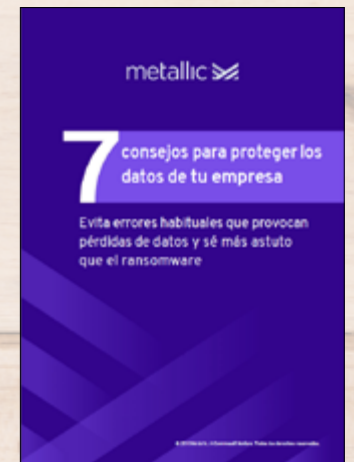 metallic
7
consejos para proteger los
datos de tu empresa
Evita errores habituales que provocan
pérdidas de datos y sé más astuto
que el ransomware